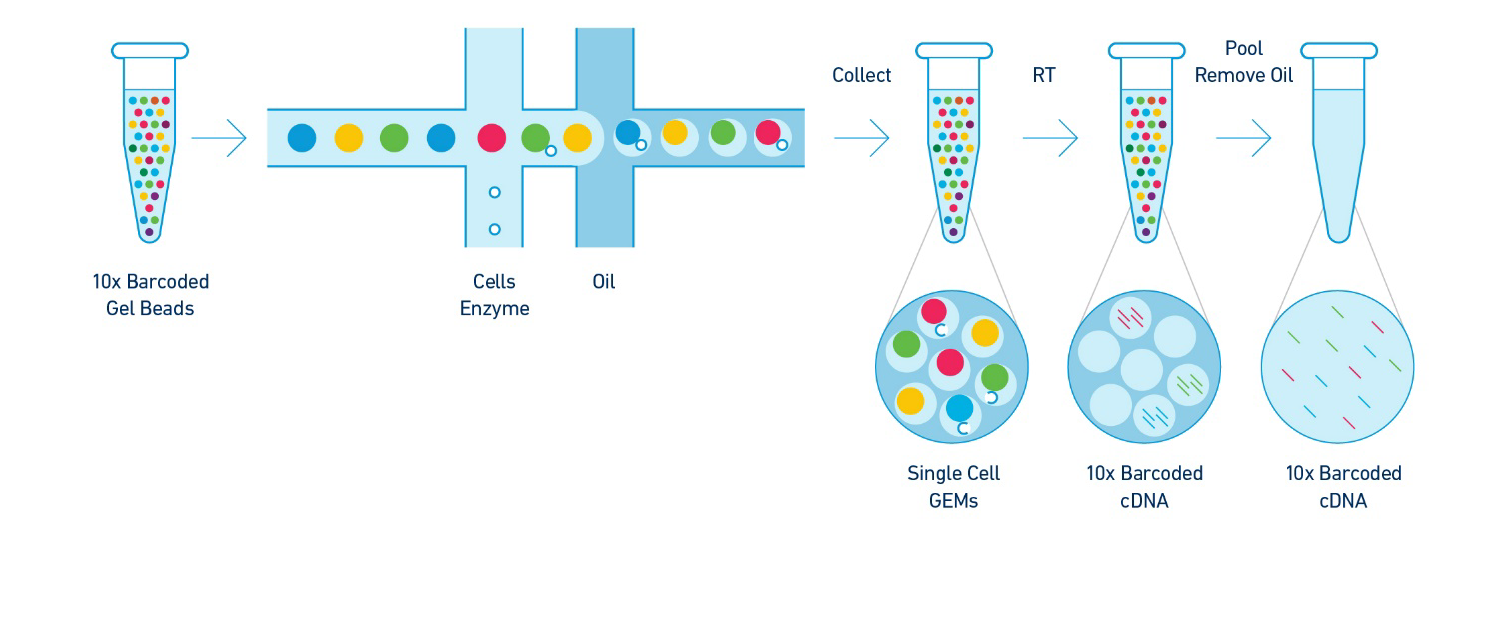 Collect
RT
Pool
Remove Oil
10x Barcoded
Gel Beads
Cells
Enzyme
Oil
Single Cell
GEMs
10x Barcoded
cDNA
10x Barcoded
cDNA